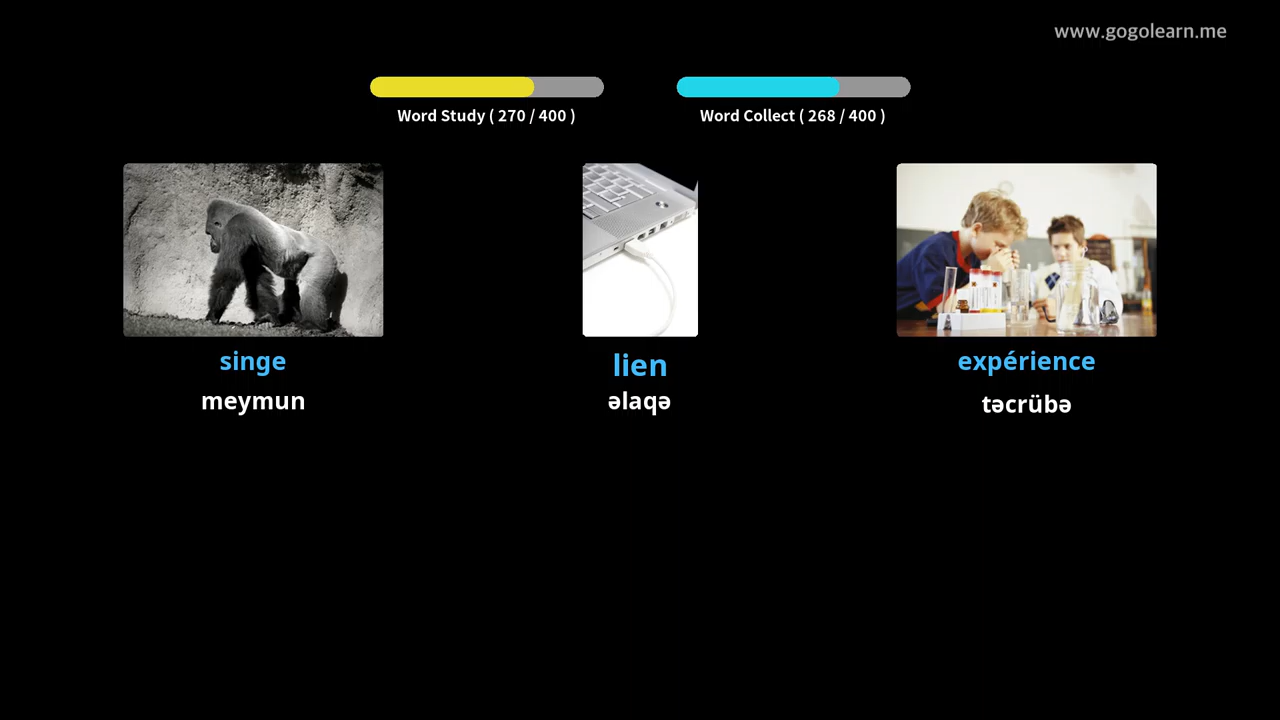 www.gogolearn.me
Word Study ( 270 / 400 )
Word Collect ( 268 / 400 )
singe
lien
expérience
meymun
əlaqə
təcrübə